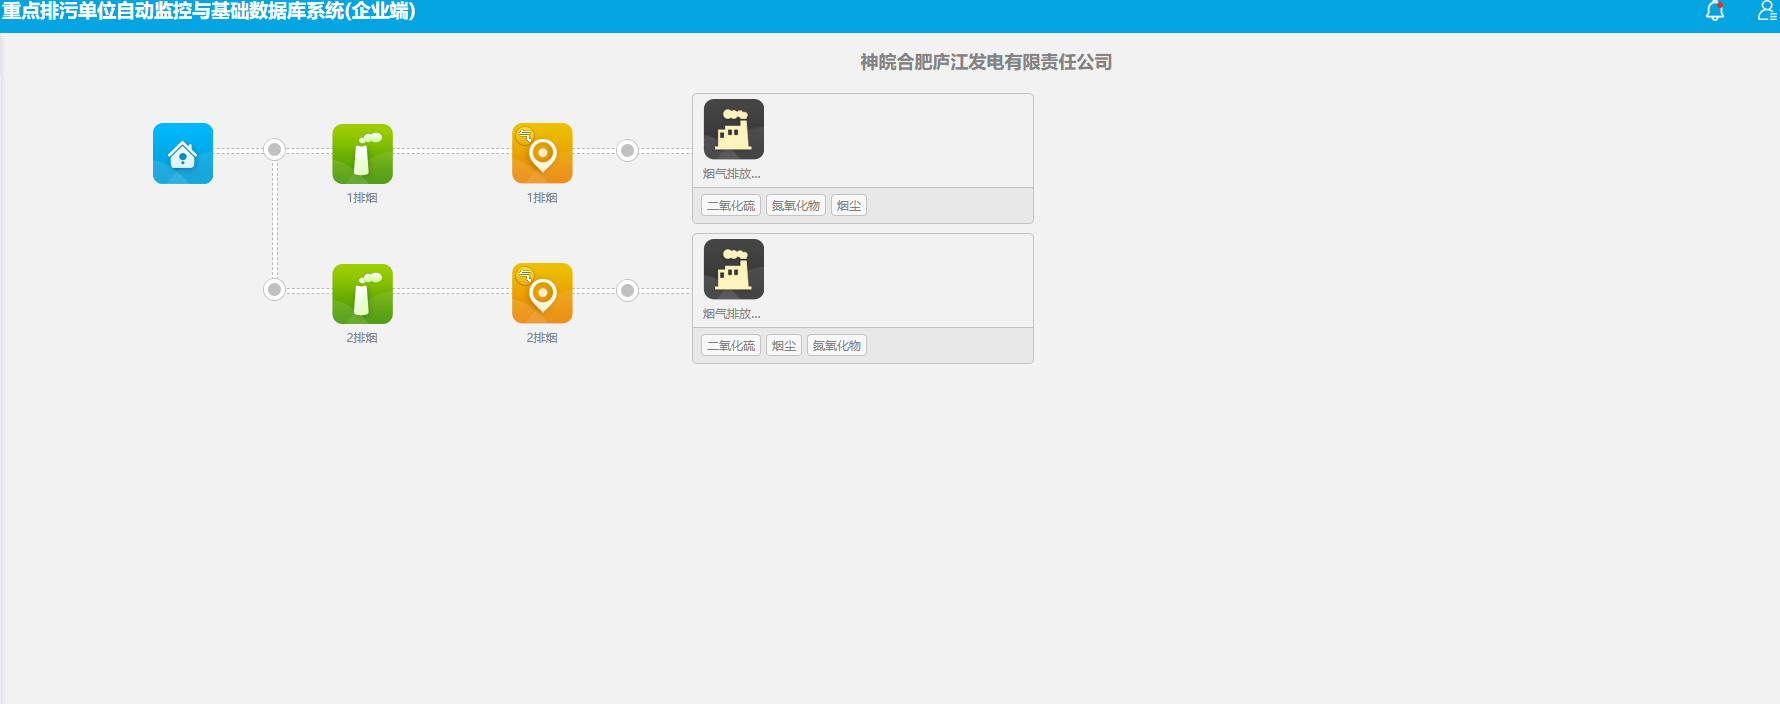 重点排污单位自动监控与基础数据库系统(企业端)
神皖合肥庐江发电有限责任公司
气
1排烟
1排烟
烟气排放...
二氧化硫 氮氧化物 烟尘
气
2排烟
2排烟
烟气排放...
二氧化硫 烟尘 氮氧化物